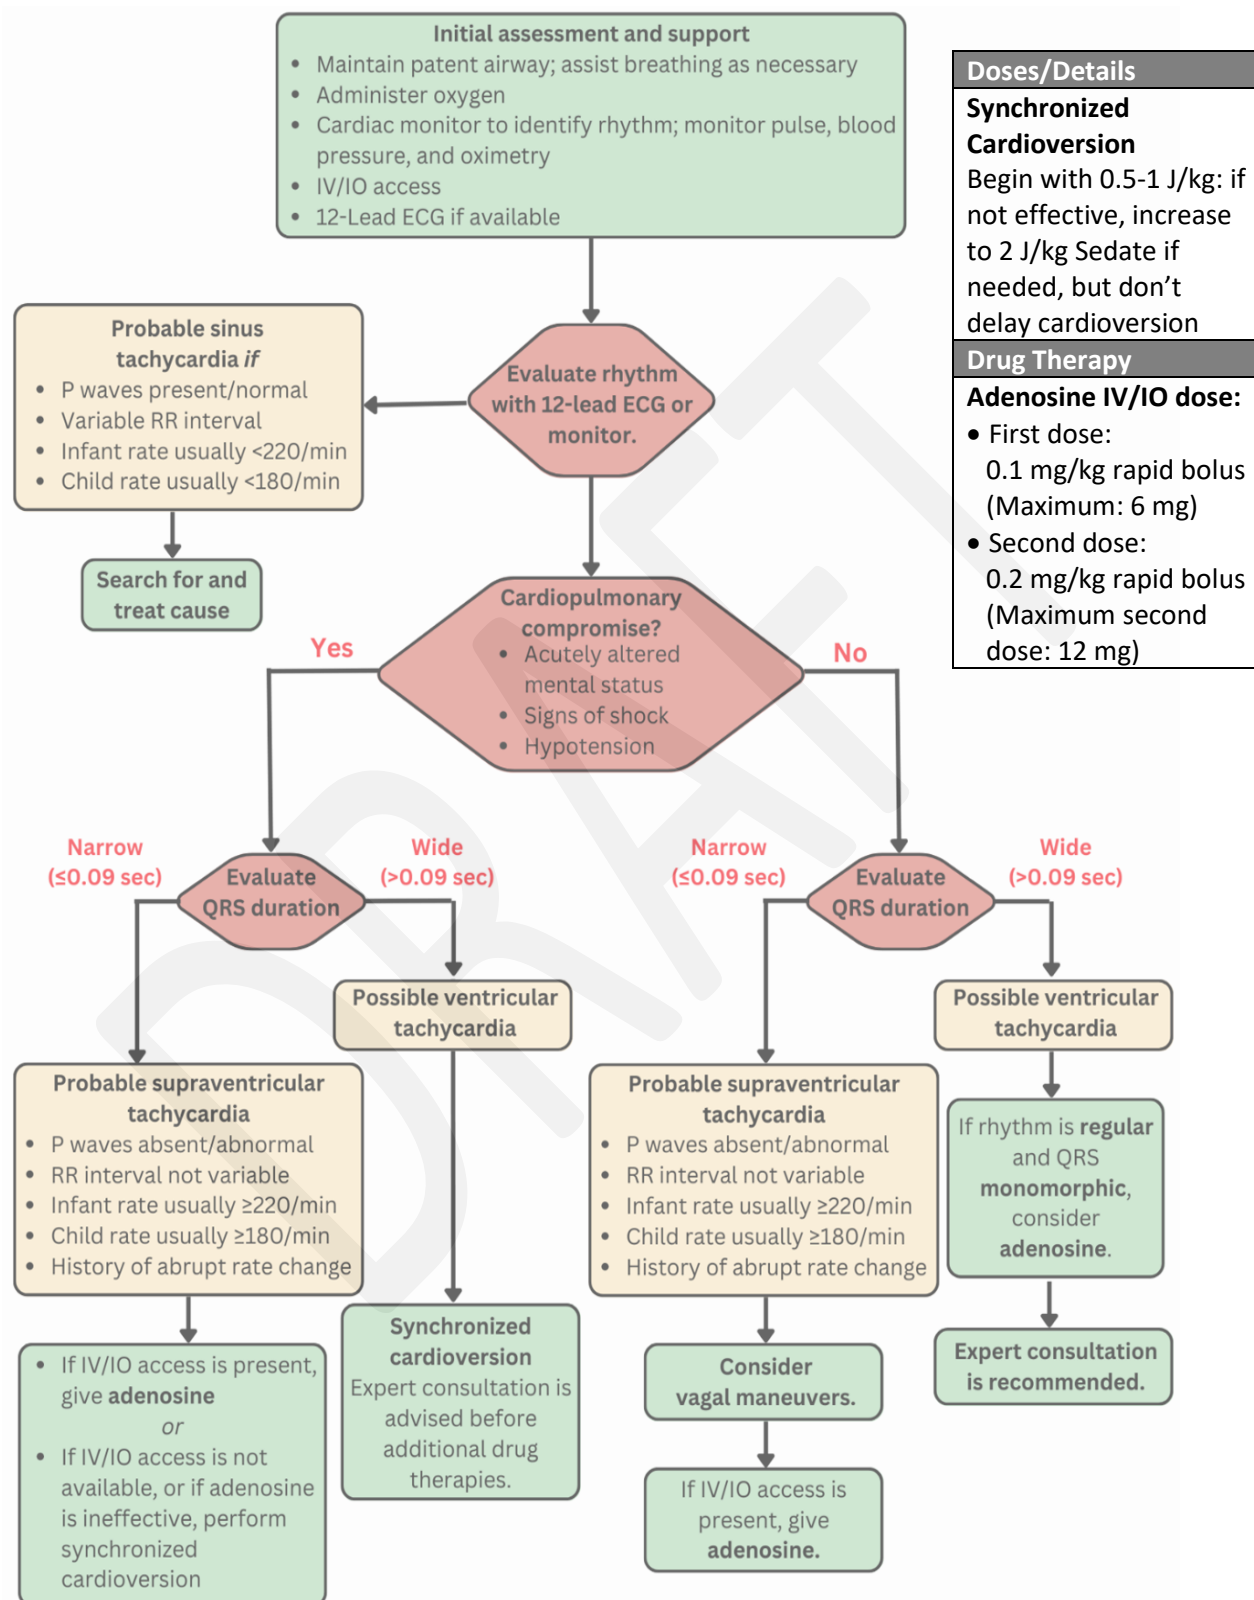 Initial assessment and support
• Maintain patent airway; assist breathing as necessary
• Administer oxygen
• Cardiac monitor to identify rhythm; monitor pulse, blood
pressure, and oximetry
• IV/IO access
• 12-Lead ECG if available
Doses/Details
Synchronized
Cardioversion
Begin with 0.5-1 J/kg: if
not effective, increase
to 2 J/kg Sedate if
needed, but don’t
delay cardioversion
Drug Therapy
Adenosine IV/IO dose:
• First dose:
0.1 mg/kg rapid bolus
(Maximum: 6 mg)
• Second dose:
0.2 mg/kg rapid bolus
(Maximum second
dose: 12 mg)
Evaluate rhythm
with 12-lead ECG or
monitor.
Probable sinus
tachycardia if
• P waves present/normal
• Variable RR interval
• Infant rate usually <220/min
• Child rate usually <180/min
Search for and
treat cause
Cardiopulmonary
compromise?
• Acutely altered
mental status
• Signs of shock
• Hypotension
Yes
No
Narrow
(≤0.09 sec)
Evaluate
QRS duration
Wide
(>0.09 sec)
Narrow
(≤0.09 sec)
Evaluate
QRS duration
Wide
(>0.09 sec)
Possible ventricular
tachycardia
Probable supraventricular
tachycardia
• P waves absent/abnormal
• RR interval not variable
• Infant rate usually ≥220/min
• Child rate usually ≥180/min
• History of abrupt rate change
• If IV/IO access is present,
give adenosine
or
• If IV/IO access is not
available, or if adenosine
is ineffective, perform
synchronized
cardioversion
Synchronized
cardioversion
Expert consultation is
advised before
additional drug
therapies.
Probable supraventricular
tachycardia
• P waves absent/abnormal
• RR interval not variable
• Infant rate usually ≥220/min
• Child rate usually ≥180/min
• History of abrupt rate change
Consider
vagal maneuvers.
If IV/IO access is
present, give
adenosine.
Possible ventricular
tachycardia
If rhythm is regular
and QRS
monomorphic,
consider
adenosine.
Expert consultation
is recommended.
DRAFT